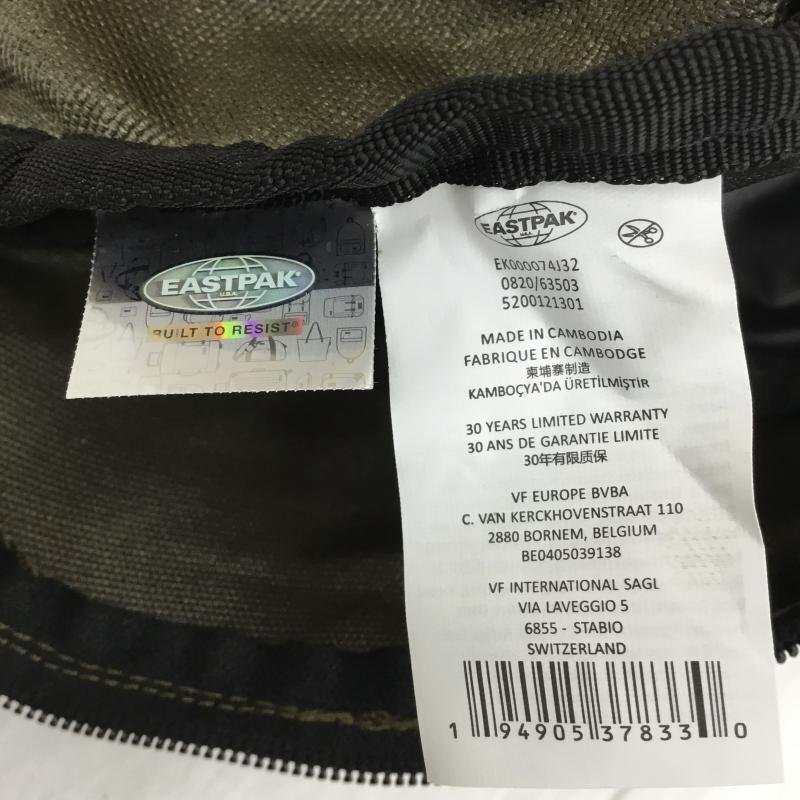 EASTPAK®
U.S.A.
BUILT TO RESIST®
EASTPAK®
U.S.A.
EK000074J32
0820/63503
5200121301
MADE IN CAMBODIA
FABRIQUE EN CAMBODGE
柬埔寨制造
KAMBOÇYA'DA ÜRETİLMİŞTİR
30 YEARS LIMITED WARRANTY
30 ANS DE GARANTIE LIMITE
30年有限质保
VF EUROPE BVBA
C. VAN KERCKHOVENSTRAAT 110
2880 BORNEM, BELGIUM
BE0405039138
VF INTERNATIONAL SAGL
VIA LAVEGGIO 5
6855 - STABIO
SWITZERLAND
1 94905 37833 0